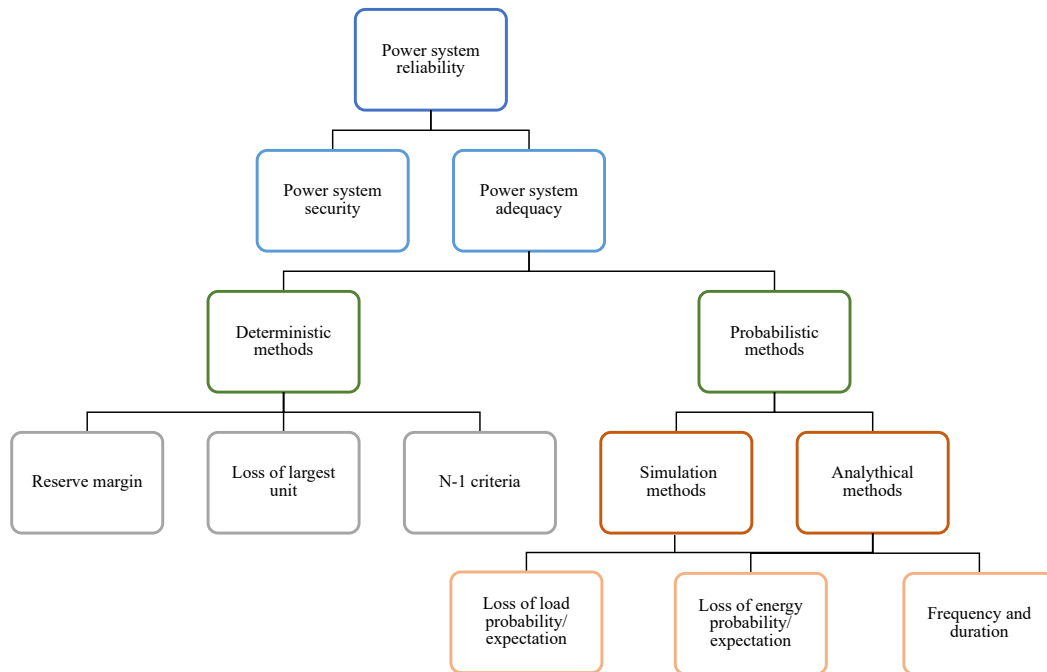 Power system
reliability
Power system
security
Power system
adequacy
Deterministic
methods
Probabilistic
methods
Reserve margin
Loss of largest
unit
N-1 criteria
Simulation
methods
Analythical
methods
Loss of load
probability/
expectation
Loss of energy
probability/
expectation
Frequency and
duration